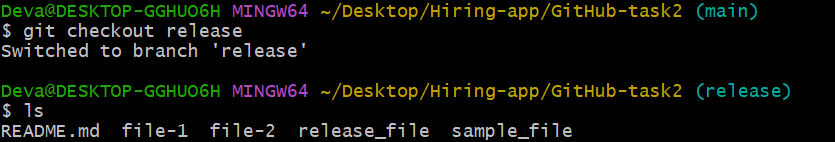 Deva@DESKTOP-GGHUO6H MINGW64 ~/Desktop/Hiring-app/GitHub-task2 (main)
$ git checkout release
Switched to branch 'release'
Deva@DESKTOP-GGHUO6H MINGW64 ~/Desktop/Hiring-app/GitHub-task2 (release)
$ ls
README.md  file-1  file-2  release_file  sample_file